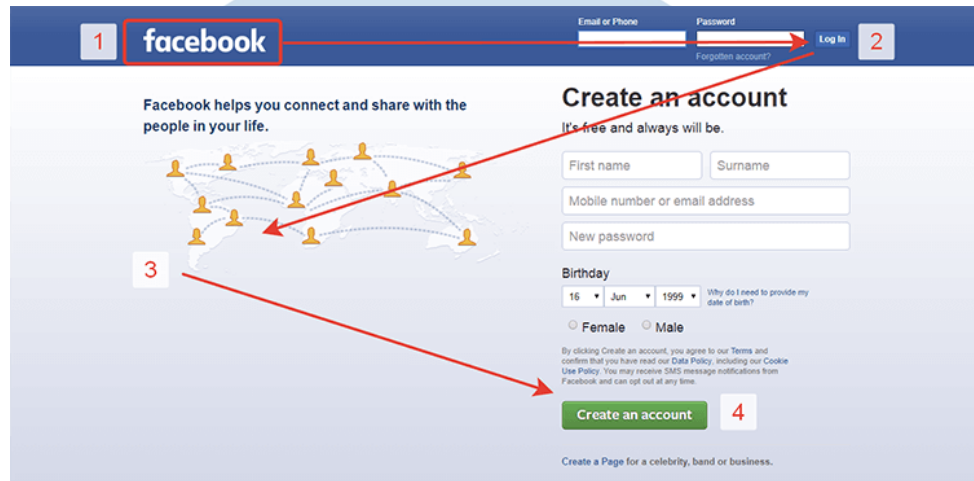 1
facebook
Email or Phone
Password
Log In
2
Forgotten account?
Facebook helps you connect and share with the
people in your life.
3
Create an account
It's free and always will be.
First name
Surname
Mobile number or email address
New password
Birthday
16 Jun 1999
Why do I need to provide my
date of birth?
Female Male
By clicking Create an account, you agree to our Terms and
confirm that you have read our Data Policy, including our Cookie
Use Policy. You may receive SMS message notifications from
Facebook and can opt out at any time.
Create an account
4
Create a Page for a celebrity, band or business.